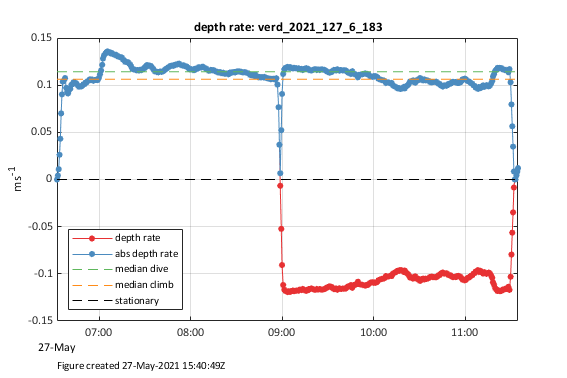 depth rate: verd_2021_127_6_183
0.15
0.1
0.05
0
-0.05
-0.1
-0.15
ms⁻¹
depth rate
abs depth rate
median dive
median climb
stationary
07:00 08:00 09:00 10:00 11:00
27-May
Figure created 27-May-2021 15:40:49Z